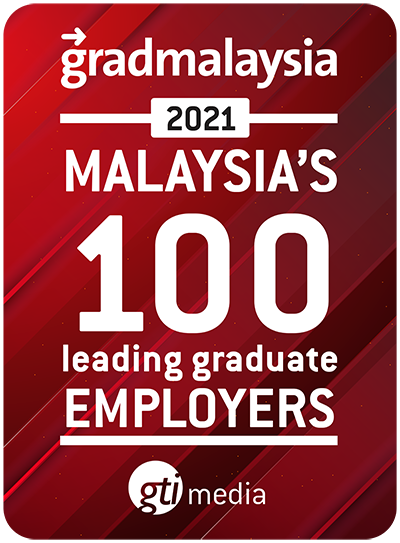 gradmalaysia
2021
MALAYSIA'S
100
leading graduate
EMPLOYERS
gti media